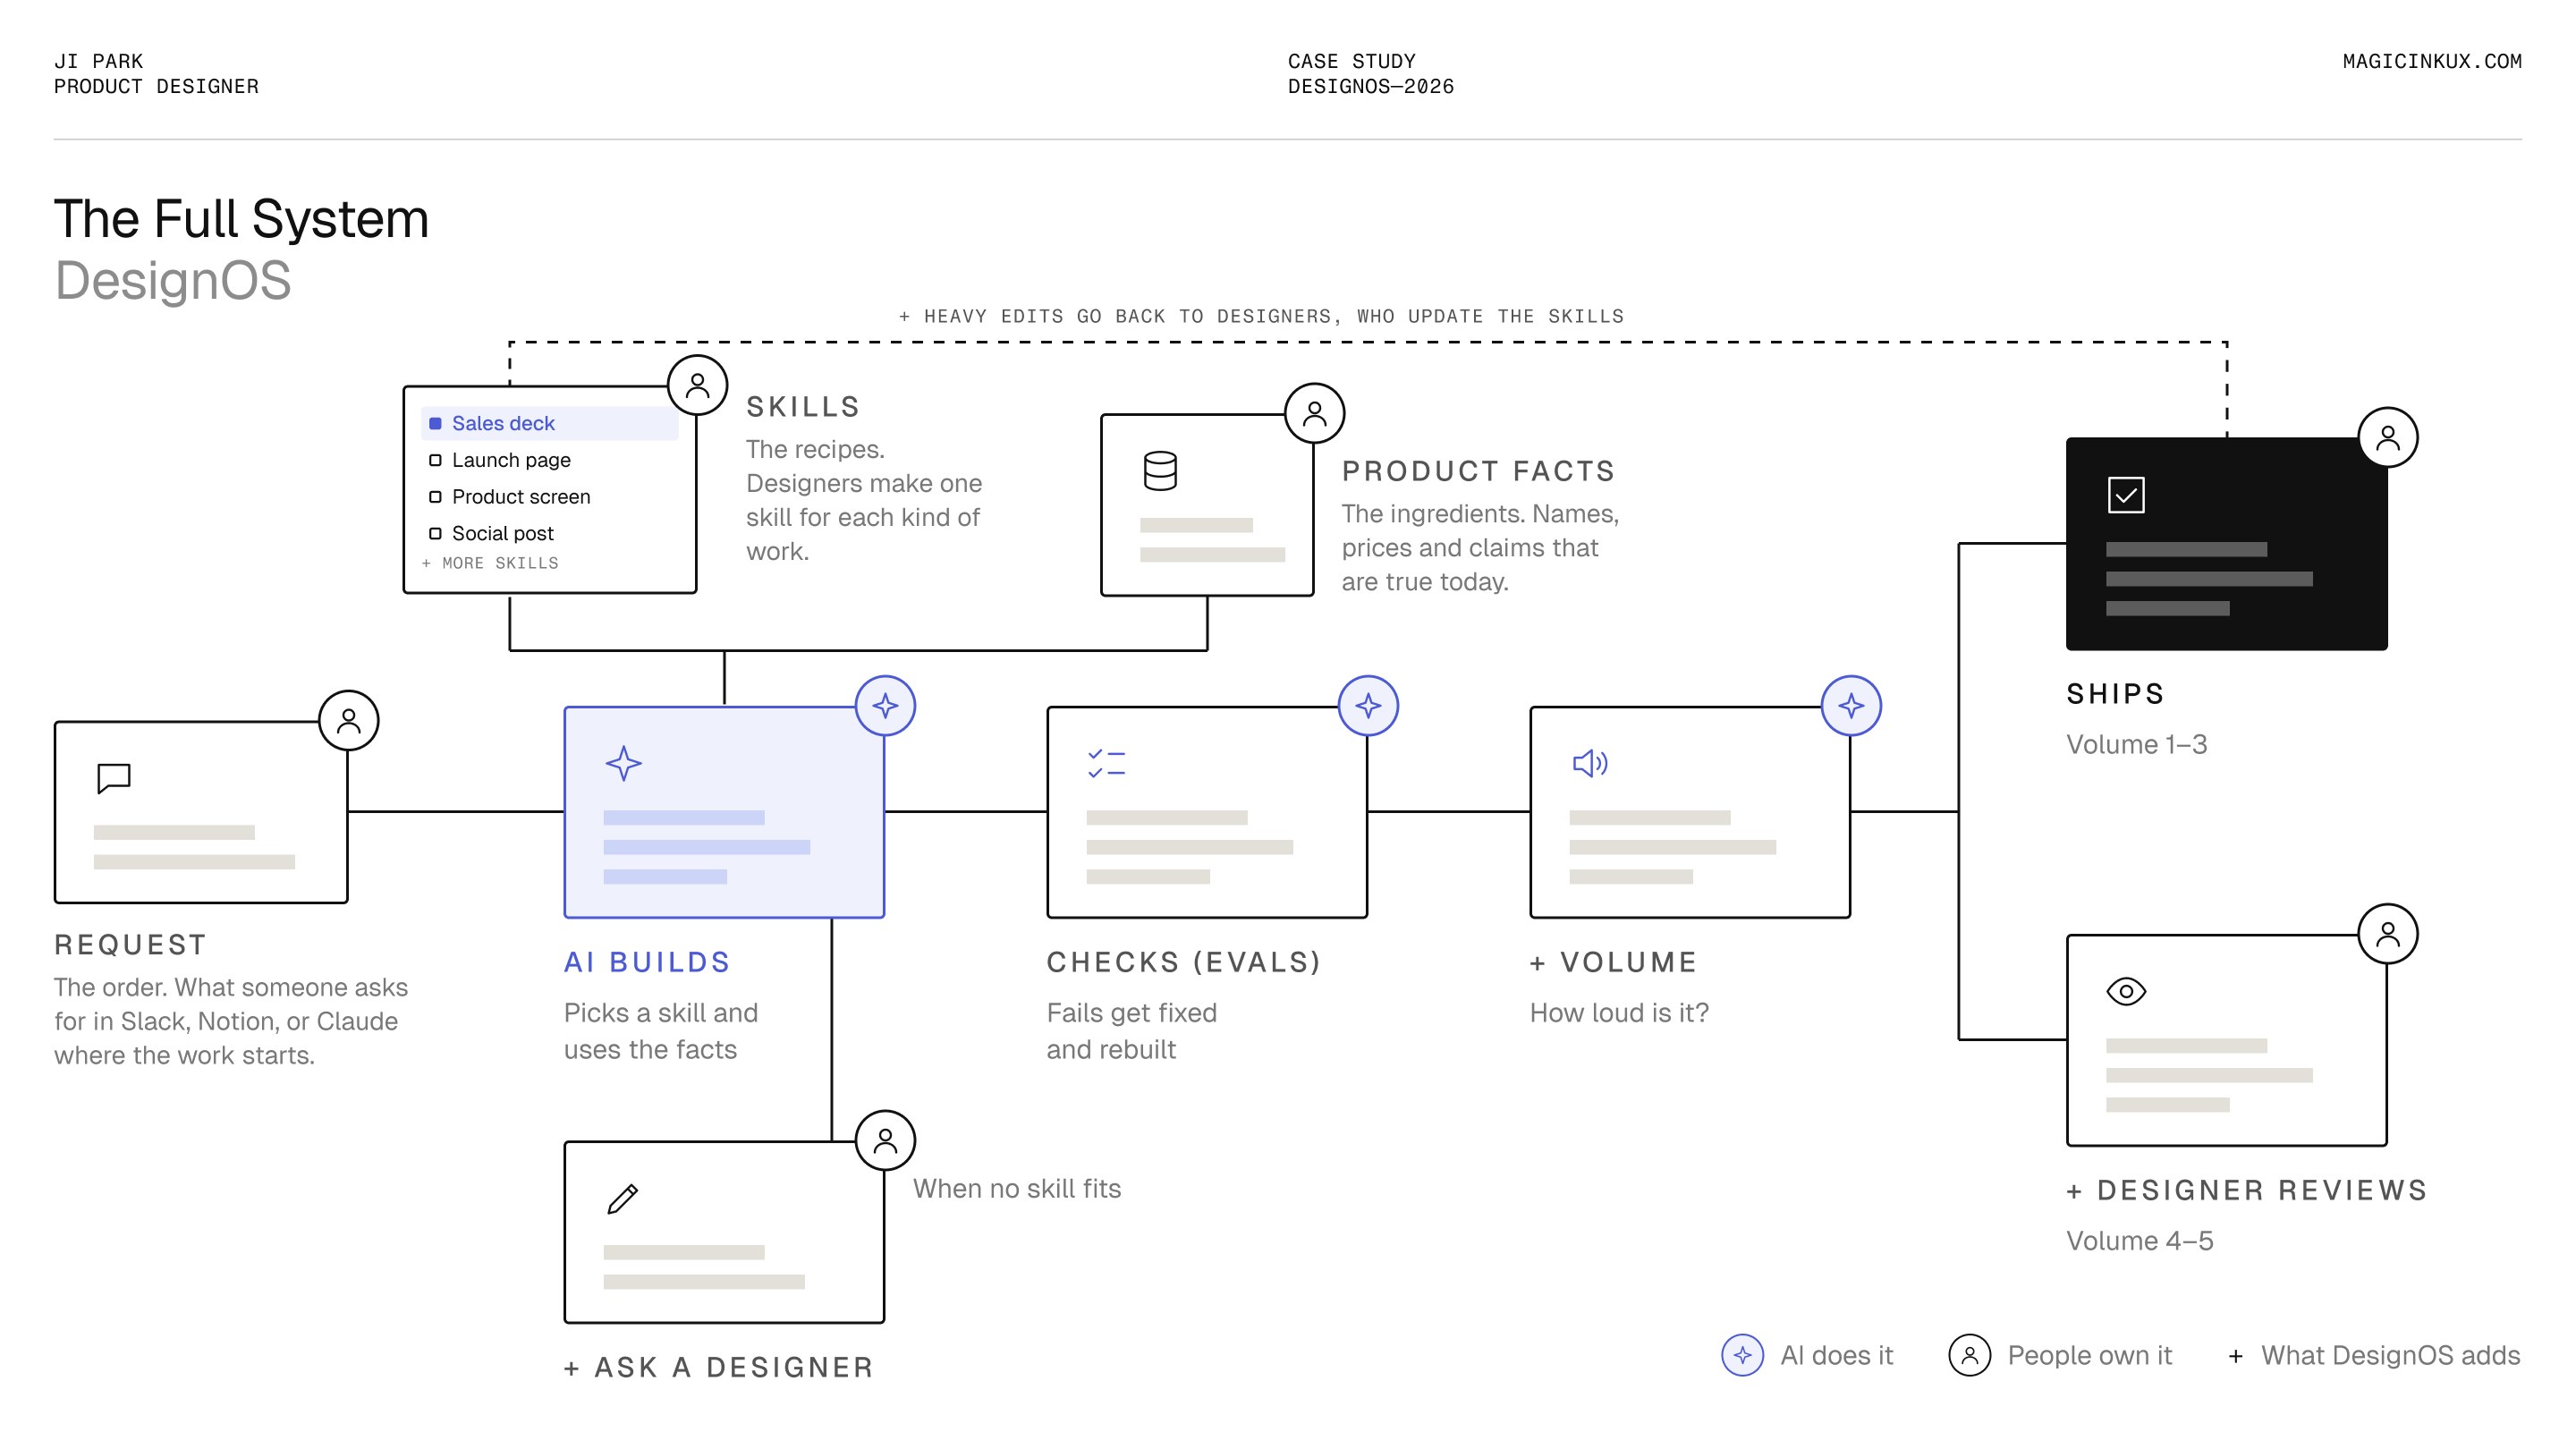 JI PARK
PRODUCT DESIGNER
CASE STUDY
DESIGNOS—2026
MAGICINKUX.COM
The Full System
DesignOS
+ HEAVY EDITS GO BACK TO DESIGNERS, WHO UPDATE THE SKILLS
Sales deck
Launch page
Product screen
Social post
+ MORE SKILLS
SKILLS
The recipes.
Designers make one
skill for each kind of
work.
PRODUCT FACTS
The ingredients. Names,
prices and claims that
are true today.
SHIPS
Volume 1–3
REQUEST
The order. What someone asks
for in Slack, Notion, or Claude
where the work starts.
AI BUILDS
Picks a skill and
uses the facts
CHECKS (EVALS)
Fails get fixed
and rebuilt
+ VOLUME
How loud is it?
When no skill fits
+ ASK A DESIGNER
+ DESIGNER REVIEWS
Volume 4–5
AI does it
People own it
+ What DesignOS adds